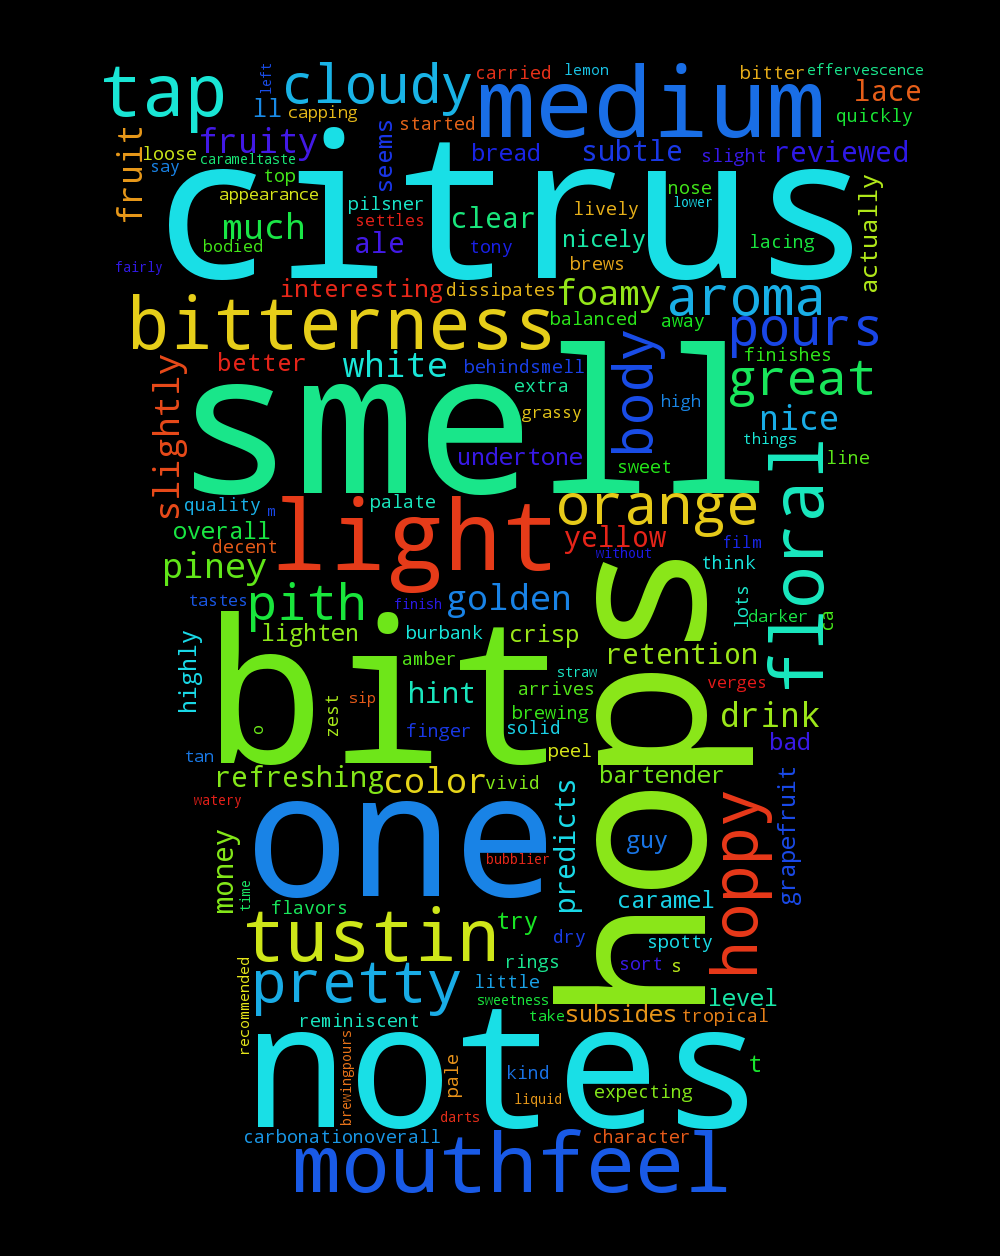 tap
left
cloudy
carried
lemon
medium
bitter
effervescence
ll
capping
started
lace
quickly
fruit
loose
say
fruity
carameltaste
seems
bread
subtle
slight
reviewed
citrus
top
appearance
pilsner
nose
lower
actually
much
settles
clear
lively
bodied
ale
tony
nicely
lacing
fairly
brews
interesting
dissipates
foamy
aroma
bitterness
balanced
away
pours
slightly
better
white
behindsmell
body
finishes
great
smell
extra
grassy
high
nice
things
undertone
sweet
line
floral
quality
m
palate
orange
overall
decent
light
yellow
film
without
piney
think
tastes
pith
finish
golden
lots
darker
ca
highly
lighten
burbank
crisp
hops
retention
bit
amber
straw
hint
arrives
verges
zest
sip
brewing
drink
o
finger
solid
bad
tan
peel
refreshing
color
vivid
bartender
watery
one
predicts
hoppy
grapefruit
money
bubblier
guy
time
flavors
caramel
tustin
try
dry
spotty
rings
sort
s
recommended
pretty
little
level
sweetness
take
subsides
tropical
reminiscent
notes
brewingpours
pale
kind
t
liquid
expecting
darts
carbonationoverall
character
mouthfeel